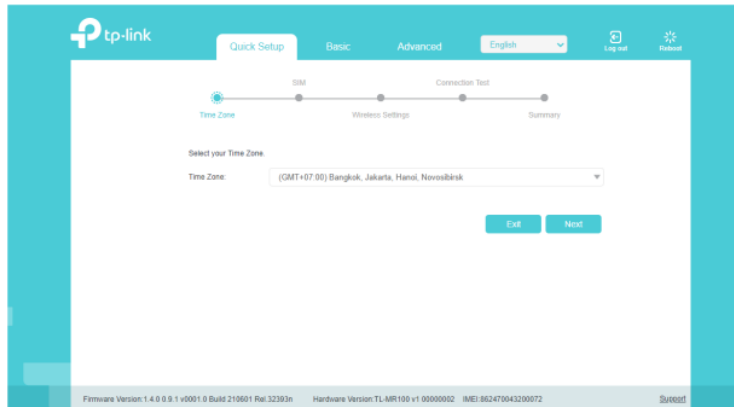 tp-link
Quick Setup Basic Advanced English Log out Reboot
SIM Connection Test
Time Zone Wireless Settings Summary
Select your Time Zone.
Time Zone: (GMT+07:00) Bangkok, Jakarta, Hanoi, Novosibirsk
Exit Next
Firmware Version:1.4.0 0.9.1 v0001.0 Build 210601 Rel.32393n Hardware Version:TL-MR100 v1 00000002 IMEI:862470043200072 Support